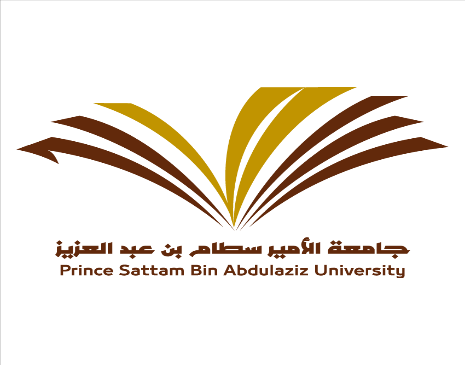 جامعة الأمير سطام بن عبد العزيز
Prince Sattam Bin Abdulaziz University